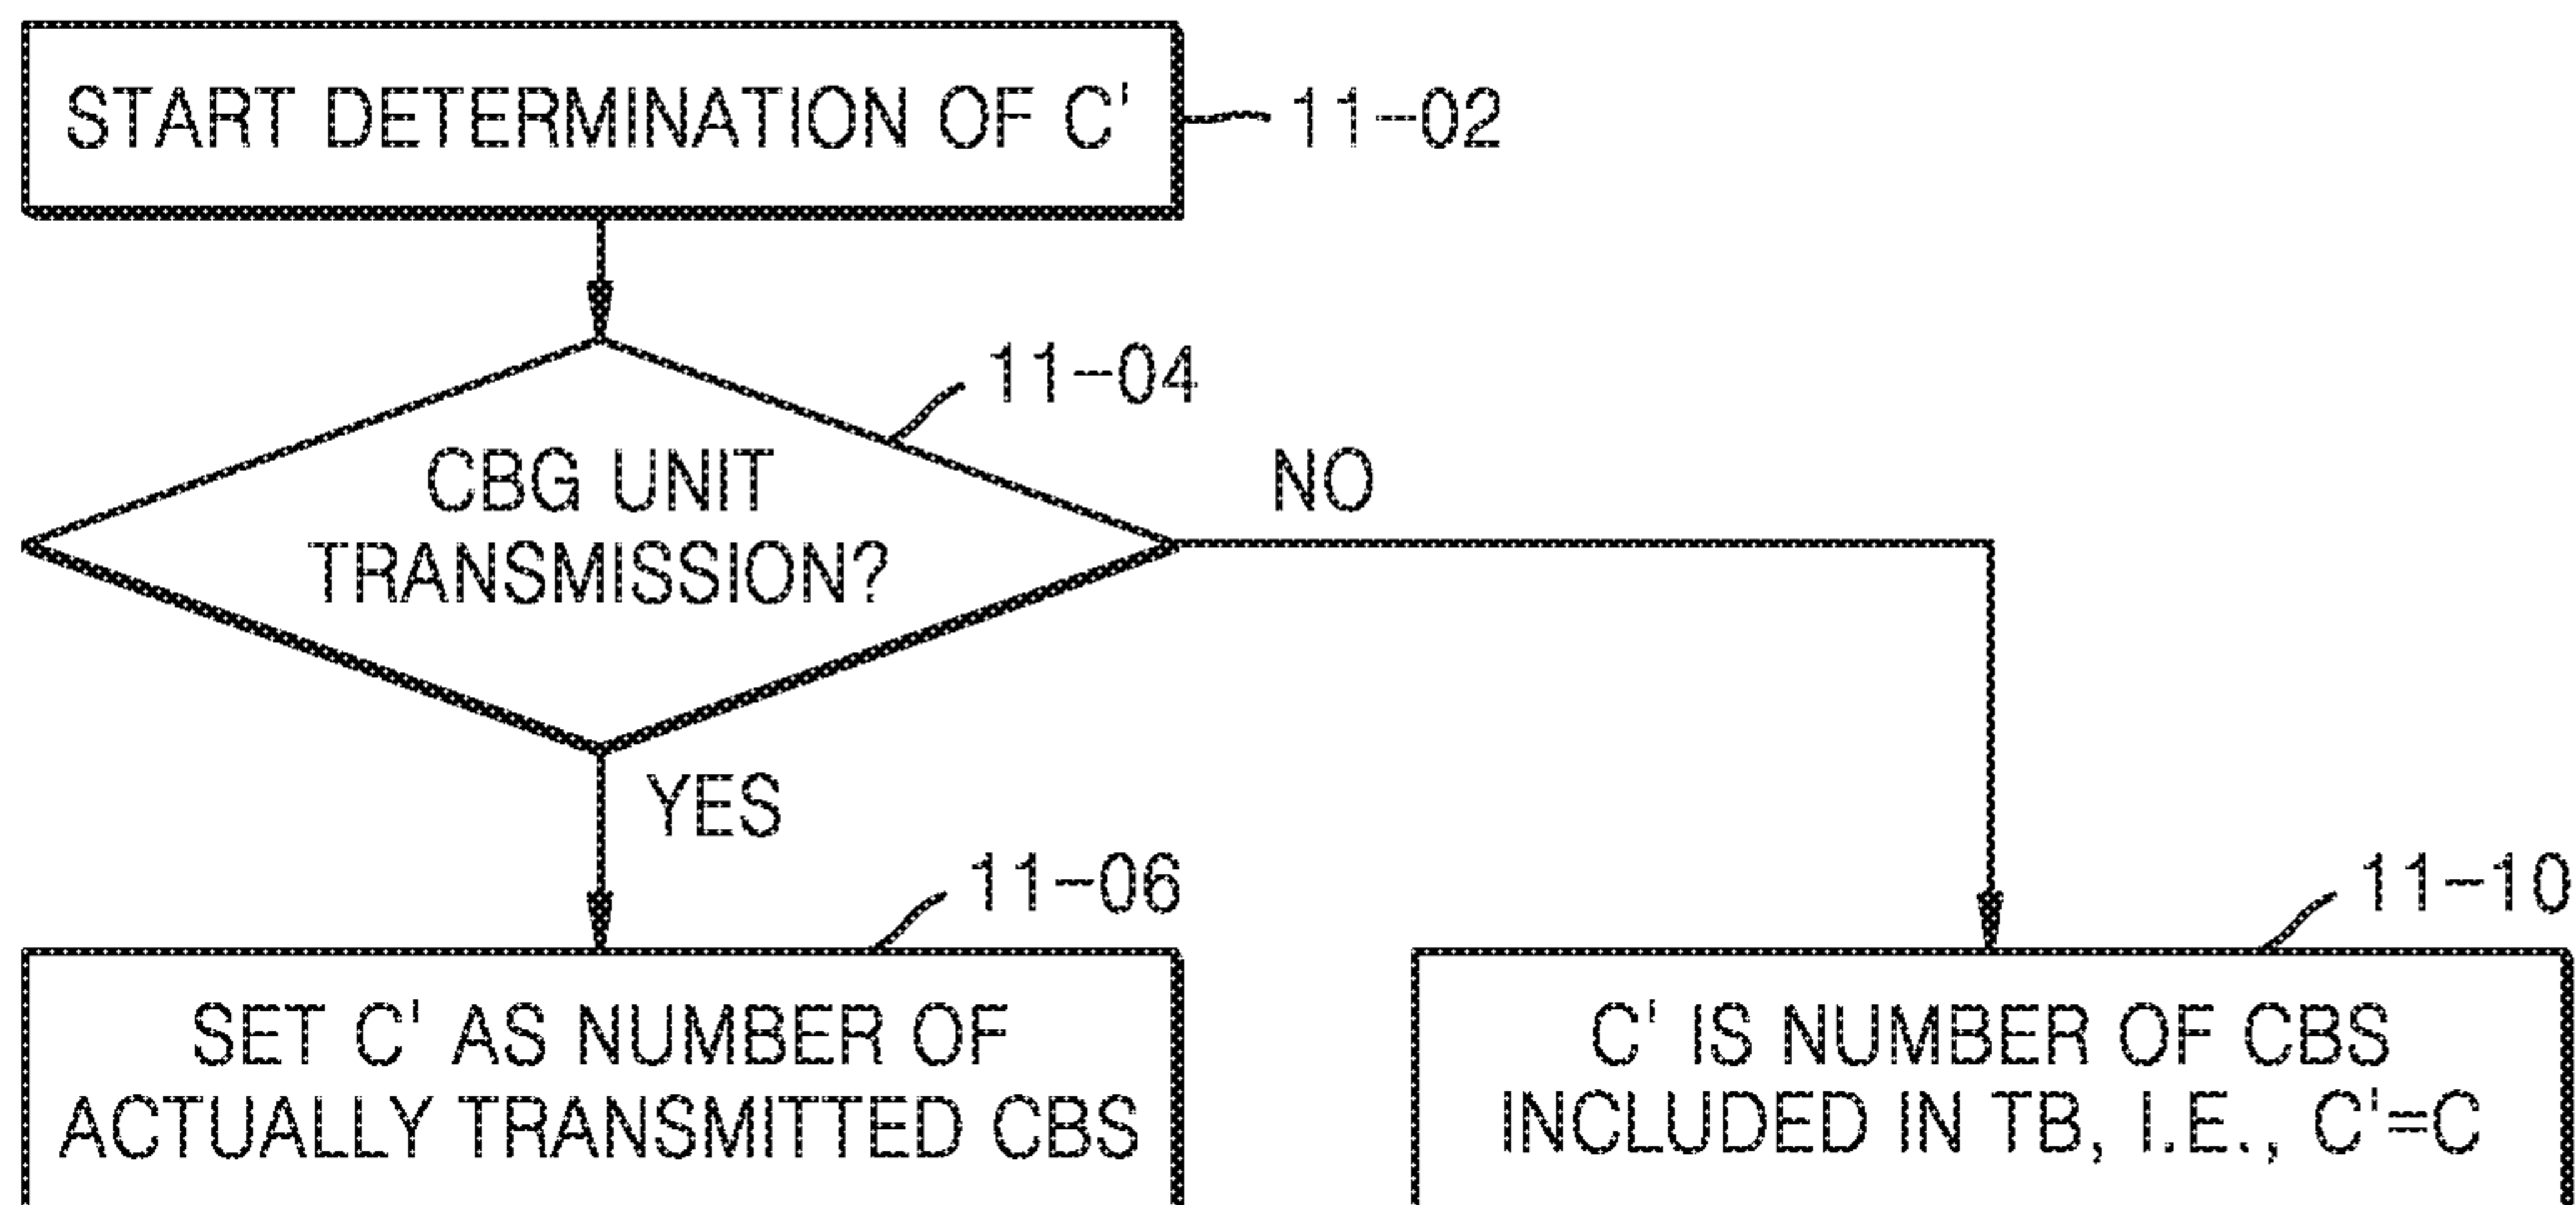 START DETERMINATION OF C'
11-02
11-04
CBG UNIT
TRANSMISSION?
NO
YES
11-06
SET C' AS NUMBER OF
ACTUALLY TRANSMITTED CBS
11-10
C' IS NUMBER OF CBS
INCLUDED IN TB, I.E., C'=C